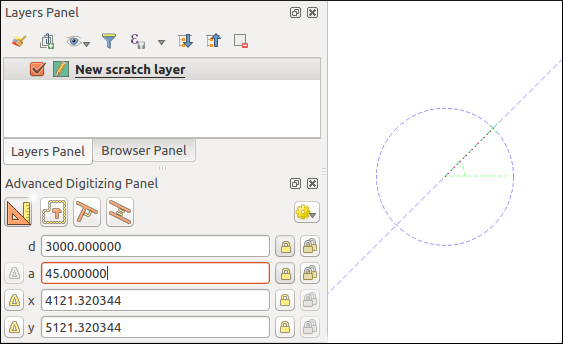 Layers Panel
New scratch layer
Layers Panel
Browser Panel
Advanced Digitizing Panel
d 3000.000000
a 45.000000
x 4121.320344
y 5121.320344